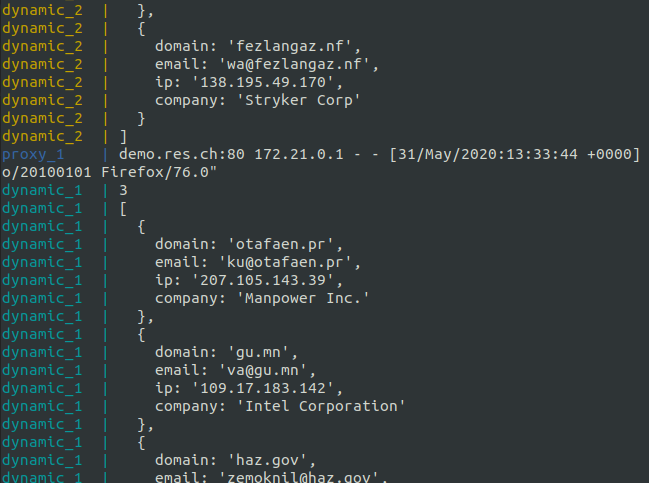 dynamic_2  |   },
dynamic_2  |   {
dynamic_2  |     domain: 'fezlangaz.nf',
dynamic_2  |     email: 'wa@fezlangaz.nf',
dynamic_2  |     ip: '138.195.49.170',
dynamic_2  |     company: 'Stryker Corp'
dynamic_2  |   }
dynamic_2  | ]
proxy_1    | demo.res.ch:80 172.21.0.1 - - [31/May/2020:13:33:44 +0000]
o/20100101 Firefox/76.0"
dynamic_1  | 3
dynamic_1  | [
dynamic_1  |   {
dynamic_1  |     domain: 'otafaen.pr',
dynamic_1  |     email: 'ku@otafaen.pr',
dynamic_1  |     ip: '207.105.143.39',
dynamic_1  |     company: 'Manpower Inc.'
dynamic_1  |   },
dynamic_1  |   {
dynamic_1  |     domain: 'gu.mn',
dynamic_1  |     email: 'va@gu.mn',
dynamic_1  |     ip: '109.17.183.142',
dynamic_1  |     company: 'Intel Corporation'
dynamic_1  |   },
dynamic_1  |   {
dynamic_1  |     domain: 'haz.gov',
dynamic_1  |     email: 'zemoknil@haz.gov',